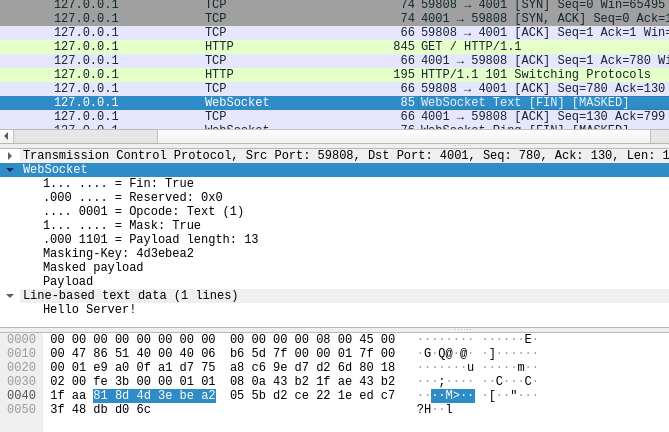 127.0.0.1 TCP 74 59808 → 4001 [SYN] Seq=0 Win=65495
127.0.0.1 TCP 74 4001 → 59808 [SYN, ACK] Seq=0 Ack=1
127.0.0.1 TCP 66 59808 → 4001 [ACK] Seq=1 Ack=1 Win=
127.0.0.1 HTTP 845 GET / HTTP/1.1
127.0.0.1 TCP 66 4001 → 59808 [ACK] Seq=1 Ack=780 Wi
127.0.0.1 HTTP 195 HTTP/1.1 101 Switching Protocols
127.0.0.1 TCP 66 59808 → 4001 [ACK] Seq=780 Ack=130
127.0.0.1 WebSocket 85 WebSocket Text [FIN] [MASKED]
127.0.0.1 TCP 66 4001 → 59808 [ACK] Seq=130 Ack=799
127.0.0.1 WebSocket 76 WebSocket Ping [FIN] [MASKED]
Transmission Control Protocol, Src Port: 59808, Dst Port: 4001, Seq: 780, Ack: 130, Len: 1
WebSocket
1... .... = Fin: True
.000 .... = Reserved: 0x0
.... 0001 = Opcode: Text (1)
1... .... = Mask: True
.000 1101 = Payload length: 13
Masking-Key: 4d3ebea2
Masked payload
Payload
Line-based text data (1 lines)
Hello Server!
0000 00 00 00 00 00 00 00 00 00 00 00 00 08 00 45 00 ········ ······E·
0010 00 47 86 51 40 00 40 06 b6 5d 7f 00 00 01 7f 00 ·G·Q@·@· ·]······
0020 00 01 e9 a0 0f a1 d7 75 a8 c6 9e d7 d2 6d 80 18 ·······u ·····m··
0030 02 00 fe 3b 00 00 01 01 08 0a 43 b2 1f ae 43 b2 ···;···· ··C···C·
0040 1f aa 81 8d 4d 3e be a2 05 5b d2 ce 22 1e ed c7 ····M>·· ·[··"···
0050 3f 48 db d0 6c ?H··l